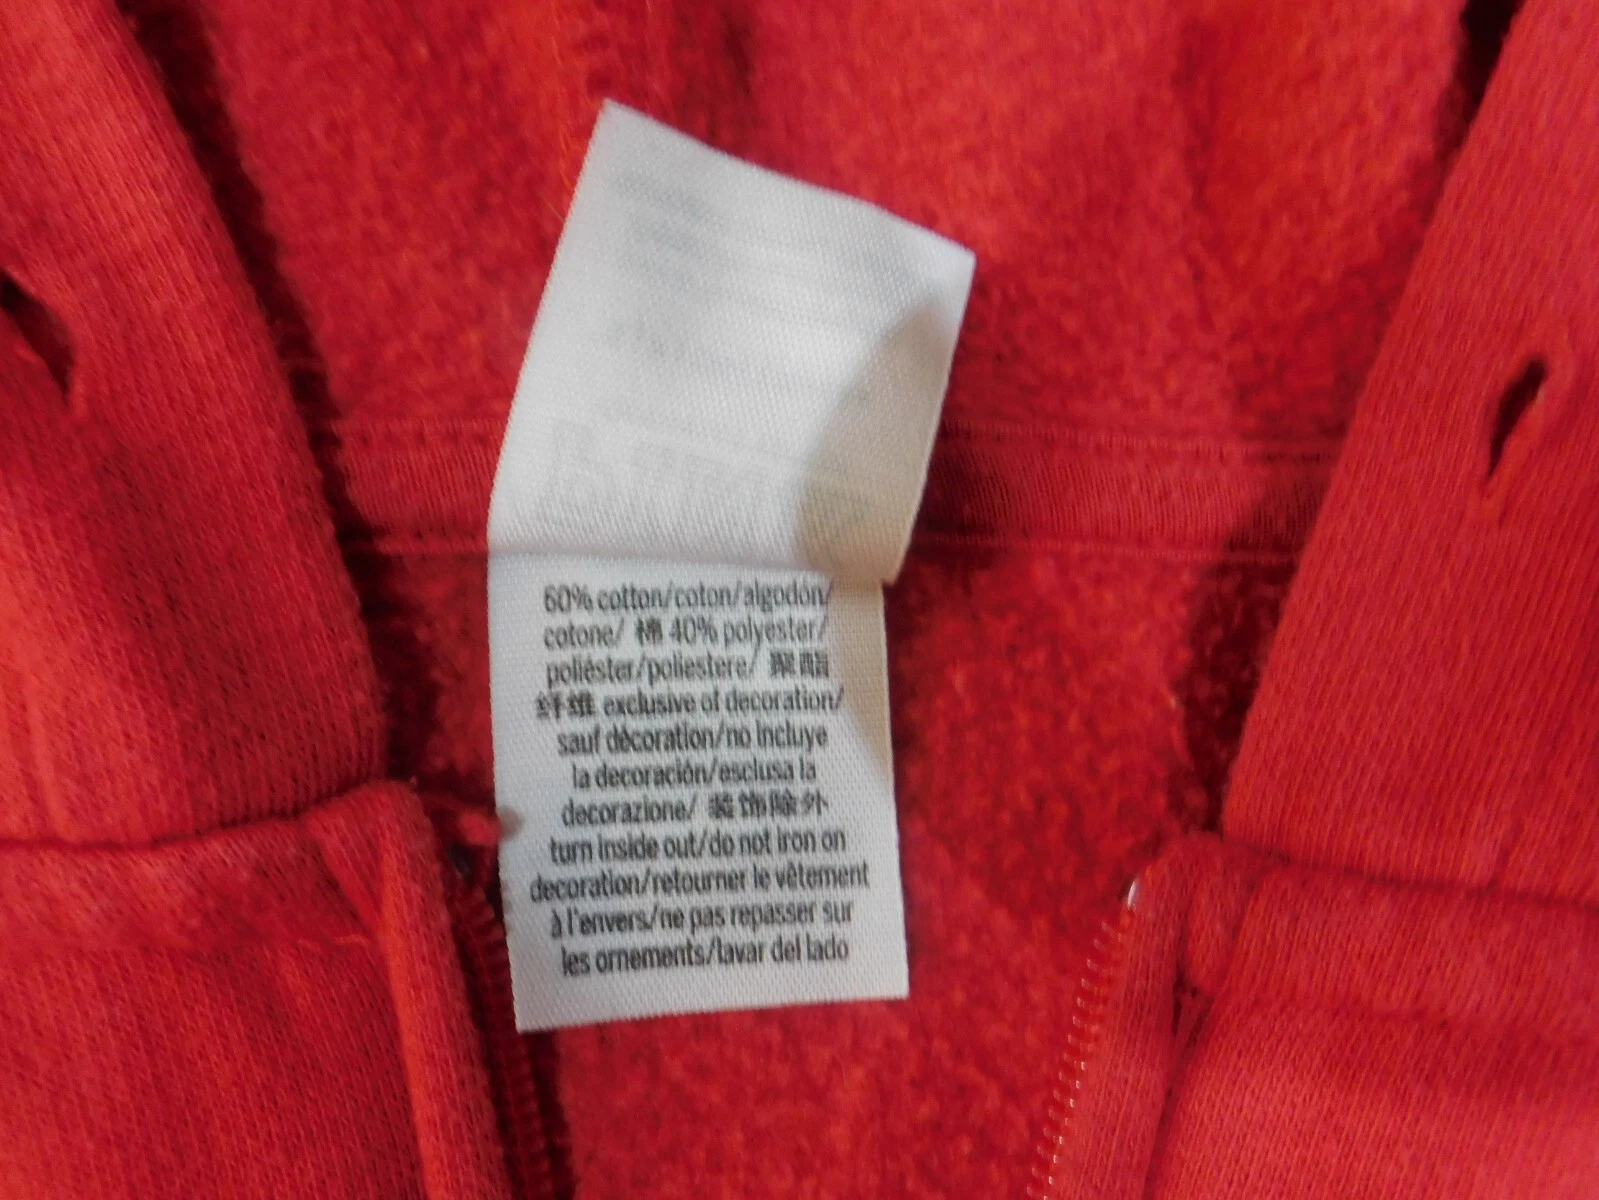 60% cotton/coton/algodón/
cotone/ 棉 40% polyester/
poliéster/poliestere/ 聚酯
纤维 exclusive of decoration/
sauf décoration/no incluye
la decoración/esclusa la
decorazione/ 装饰除外
turn inside out/do not iron on
decoration/retourner le vêtement
à l'envers/ne pas repasser sur
les ornements/lavar del lado